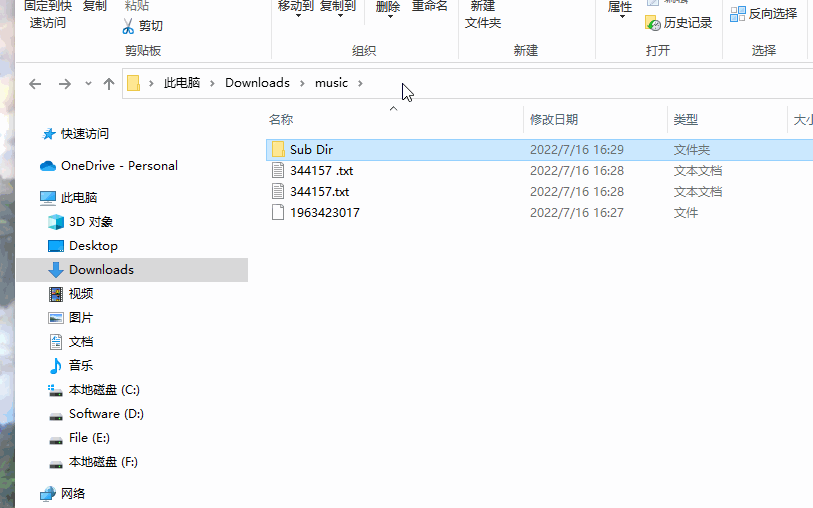 固定到快 复制 粘贴 移动到 复制到 删除 重命名 新建 属性
速访问 剪切 文件夹 历史记录 反向选择
剪贴板 组织 新建 打开 选择
此电脑 Downloads music
名称 修改日期 类型 大小
快速访问
OneDrive - Personal
此电脑
3D 对象
Desktop
Downloads
视频
图片
文档
音乐
本地磁盘 (C:)
Software (D:)
File (E:)
本地磁盘 (F:)
网络
Sub Dir 2022/7/16 16:29 文件夹
344157 .txt 2022/7/16 16:28 文本文档
344157.txt 2022/7/16 16:28 文本文档
1963423017 2022/7/16 16:27 文件